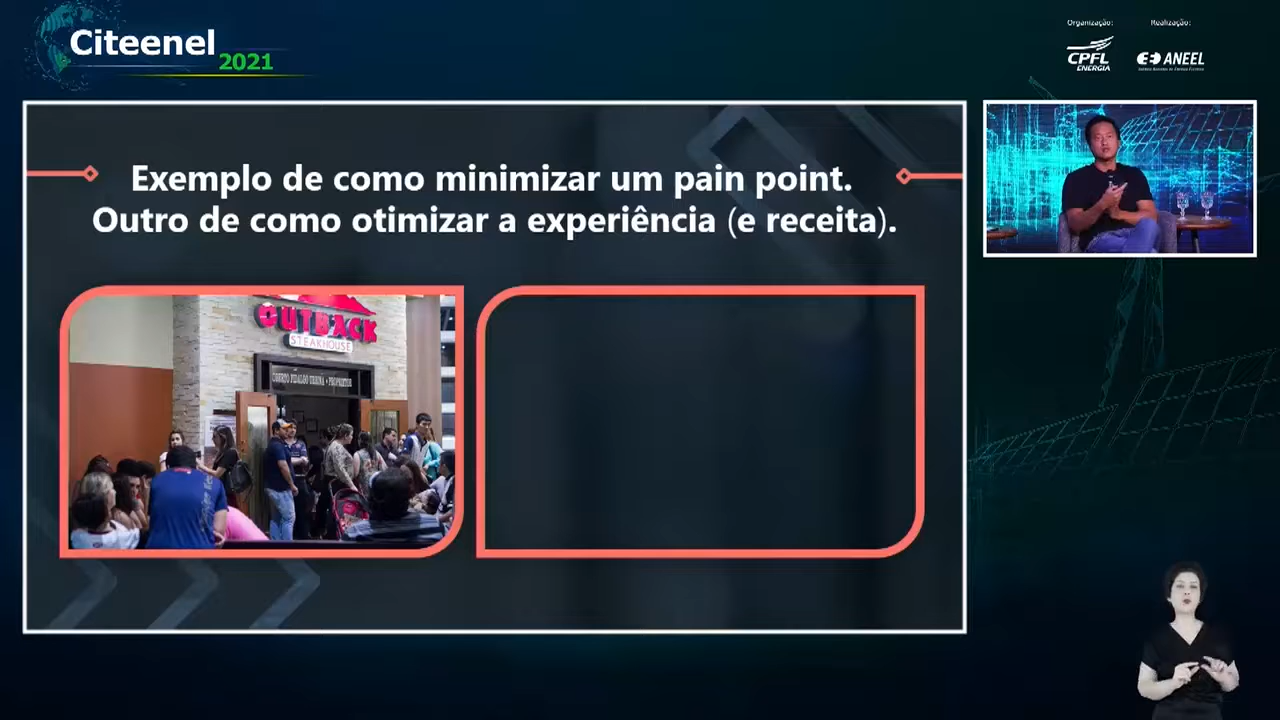 Citeenel
2021
Organização:
Realização:
CPFL
ENERGIA
ANEEL
Exemplo de como minimizar um pain point.
Outro de como otimizar a experiência (e receita).
OUTBACK
STEAKHOUSE